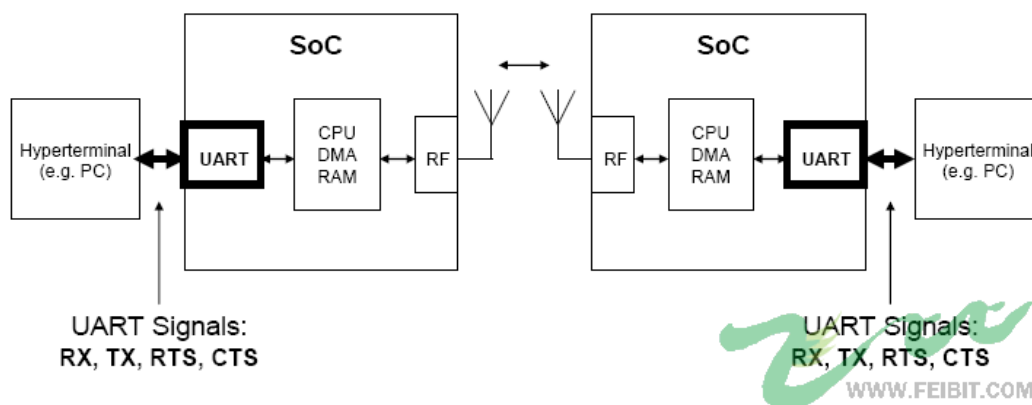 SoC
SoC
Hyperterminal
(e.g. PC)
UART
CPU
DMA
RAM
RF
RF
CPU
DMA
RAM
UART
Hyperterminal
(e.g. PC)
UART Signals:
RX, TX, RTS, CTS
UART Signals:
RX, TX, RTS, CTS
WWW.FEIBIT.COM